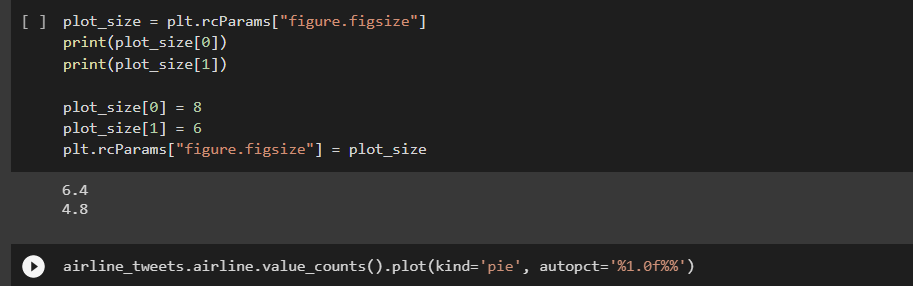 [ ] plot_size = plt.rcParams["figure.figsize"]
print(plot_size[0])
print(plot_size[1])
plot_size[0] = 8
plot_size[1] = 6
plt.rcParams["figure.figsize"] = plot_size
6.4
4.8
airline_tweets.airline.value_counts().plot(kind='pie', autopct='%1.0f%%')